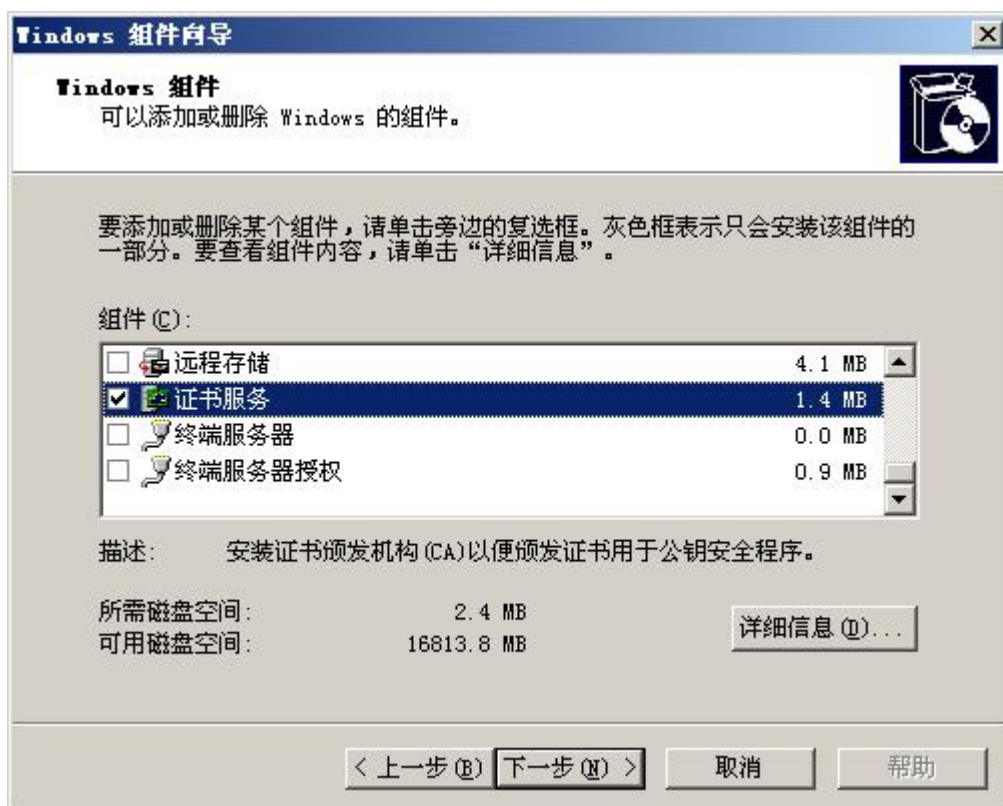 Windows 组件向导
Windows 组件
可以添加或删除 Windows 的组件。
要添加或删除某个组件，请单击旁边的复选框。灰色框表示只会安装该组件的
一部分。要查看组件内容，请单击“详细信息”。
组件(C):
远程存储 4.1 MB
证书服务 1.4 MB
终端服务器 0.0 MB
终端服务器授权 0.9 MB
描述: 安装证书颁发机构(CA)以便颁发证书用于公钥安全程序。
所需磁盘空间: 2.4 MB
可用磁盘空间: 16813.8 MB
详细信息(D)...
< 上一步(B) 下一步(N) > 取消 帮助